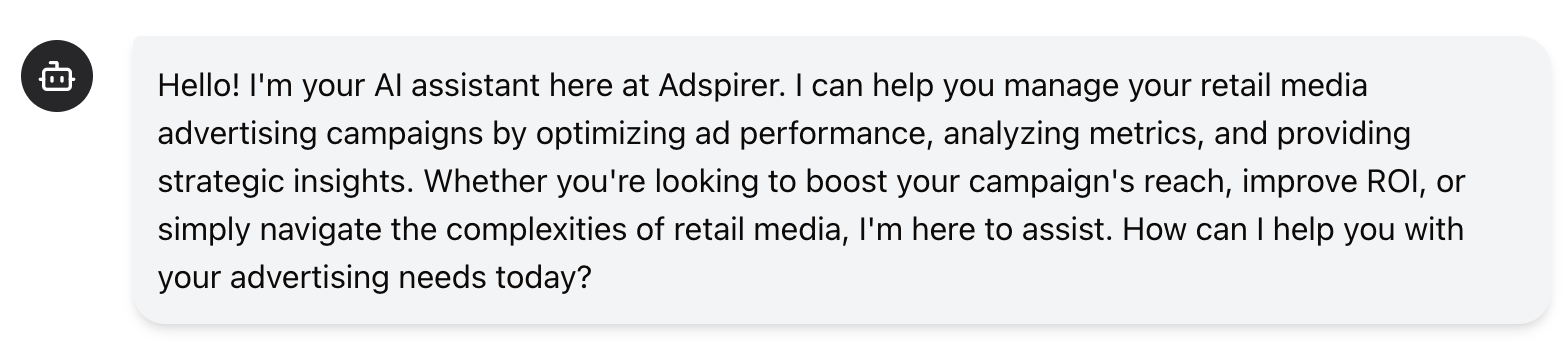 Hello! I'm your AI assistant here at Adspirer. I can help you manage your retail media
advertising campaigns by optimizing ad performance, analyzing metrics, and providing
strategic insights. Whether you're looking to boost your campaign's reach, improve ROI, or
simply navigate the complexities of retail media, I'm here to assist. How can I help you with
your advertising needs today?